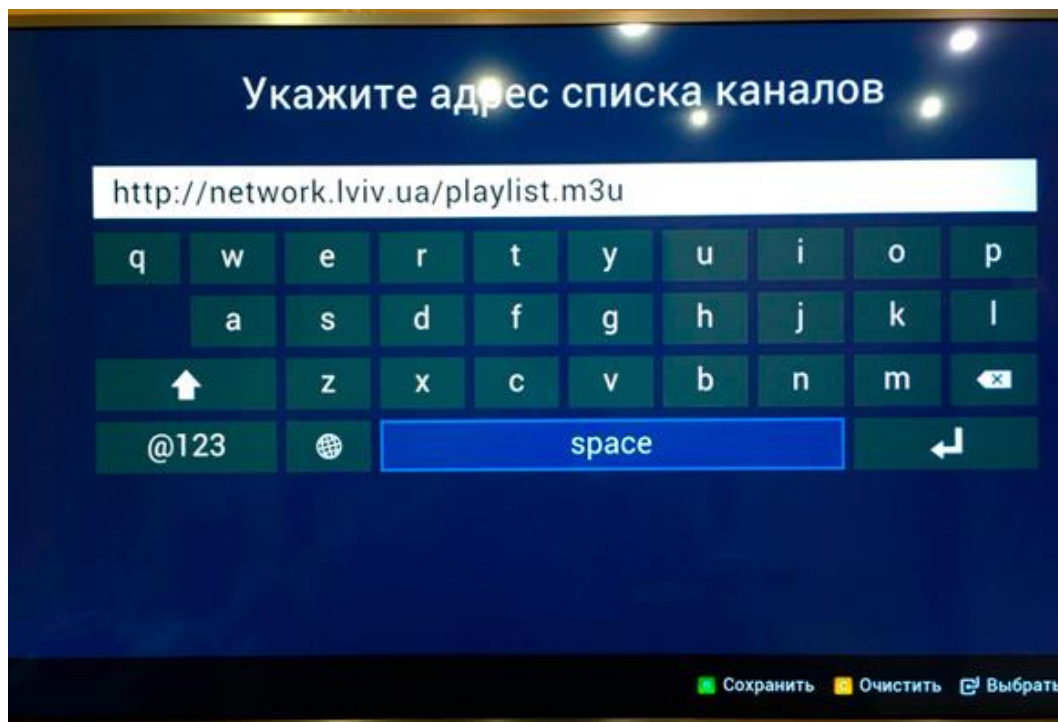 Укажите адрес списка каналов
http://network.lviv.ua/playlist.m3u
q w e r t y u i o p
a s d f g h j k l
z x c v b n m
@123 space
Сохранить Очистить Выбрать